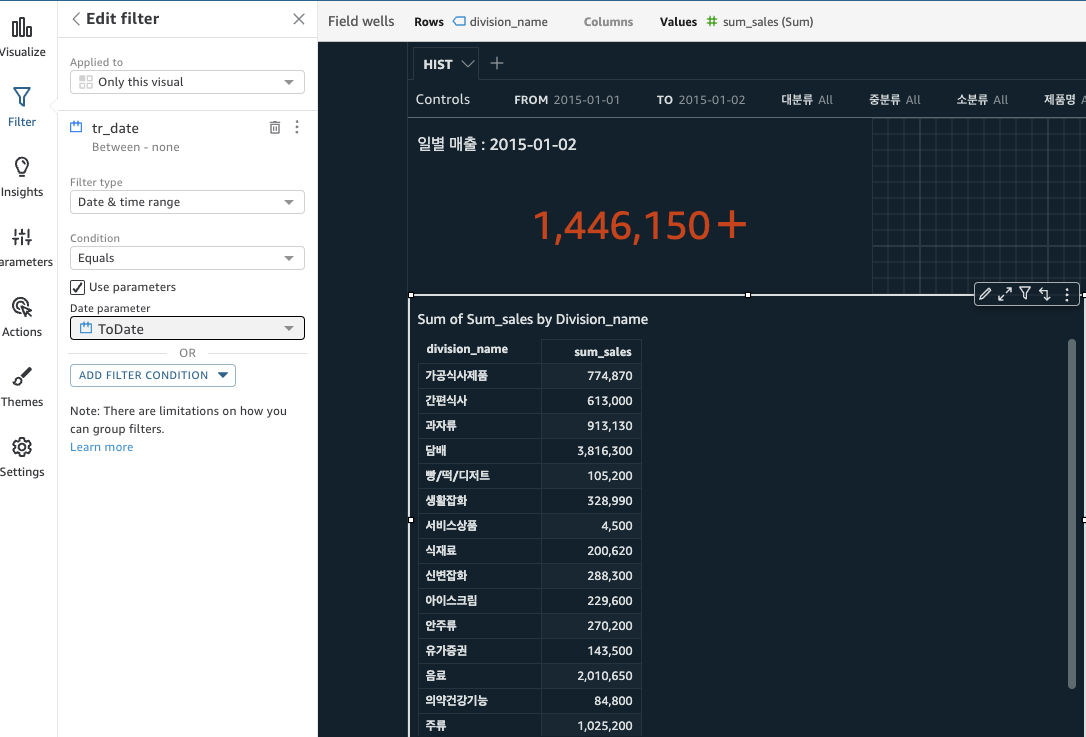 Visualize
Filter
Insights
arameters
Actions
Themes
Settings
Edit filter
Applied to
Only this visual
tr_date
Between - none
Filter type
Date & time range
Condition
Equals
Use parameters
Date parameter
ToDate
OR
ADD FILTER CONDITION
Note: There are limitations on how you
can group filters.
Learn more
Field wells Rows division_name Columns Values sum_sales (Sum)
HIST
Controls FROM 2015-01-01 TO 2015-01-02 대분류 All 중분류 All 소분류 All 제품명 A
일별 매출 : 2015-01-02
1,446,150+
Sum of Sum_sales by Division_name
division_name sum_sales
가공식사제품 774,870
간편식사 613,000
과자류 913,130
담배 3,816,300
빵/떡/디저트 105,200
생활잡화 328,990
서비스상품 4,500
식재료 200,620
신변잡화 288,300
아이스크림 229,600
안주류 270,200
유가증권 143,500
음료 2,010,650
의약건강기능 84,800
주류 1,025,200